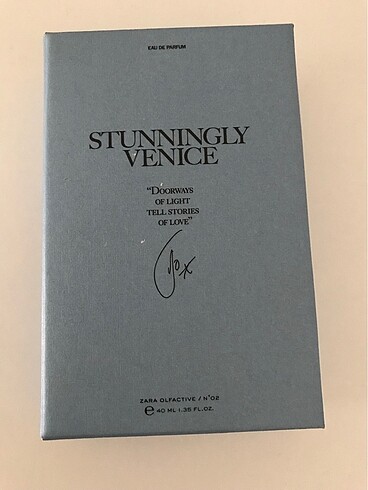 EAU DE PARFUM
STUNNINGLY
VENICE
“DOORWAYS
OF LIGHT
TELL STORIES
OF LOVE”
Jo x
ZARA OLFACTIVE / N°02
e 40 ML 1.35 FL.OZ.